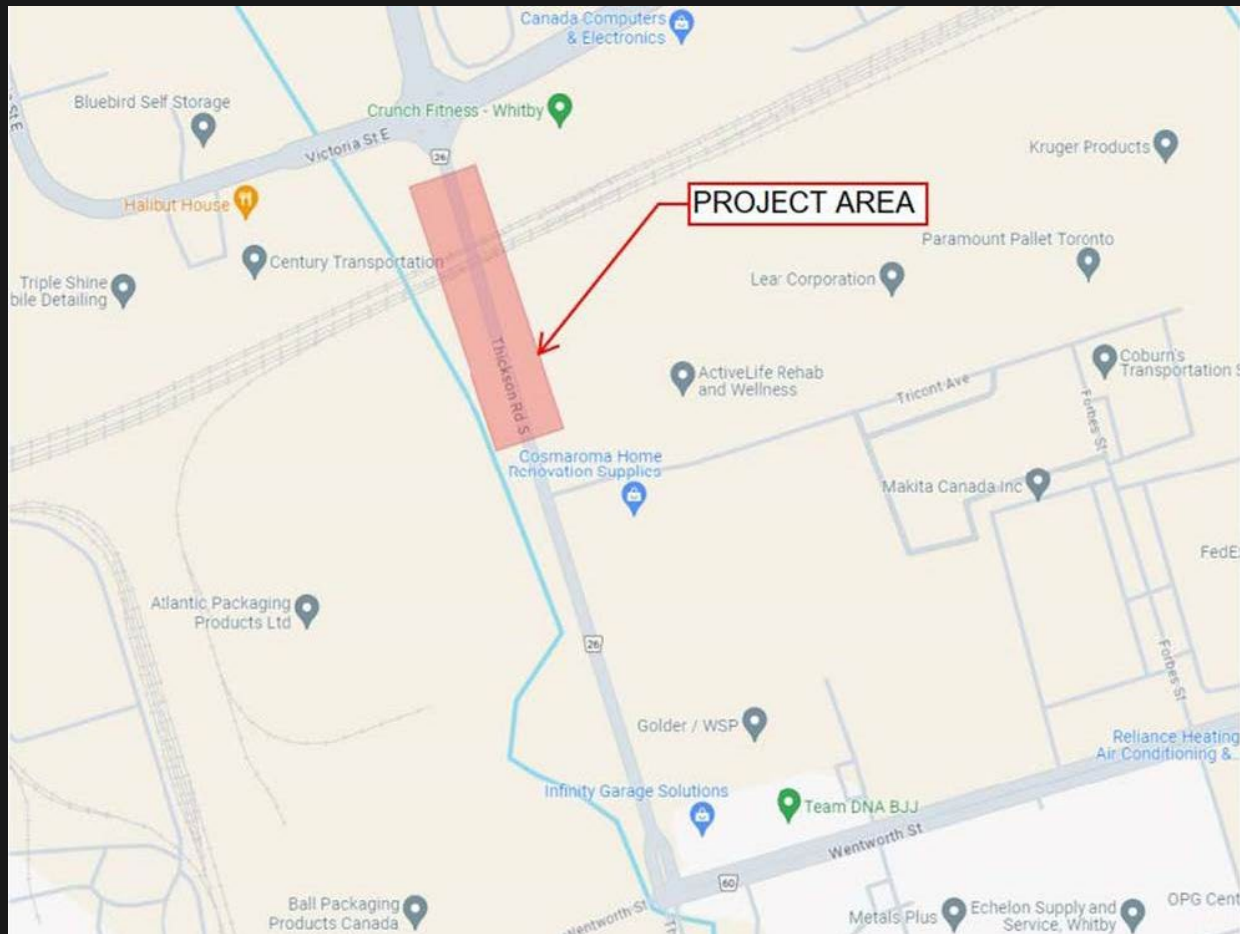 Canada Computers
& Electronics
Bluebird Self Storage
Crunch Fitness - Whitby
Victoria St E
26
St E
Kruger Products
Halibut House
PROJECT AREA
Century Transportation
Paramount Pallet Toronto
Triple Shine
bile Detailing
Lear Corporation
Thickson Rd S
ActiveLife Rehab
and Wellness
Tricont Ave
Coburn's
Transportation S
Forbes St
Cosmaroma Home
Renovation Supplies
Makita Canada Inc
FedEx
Atlantic Packaging
Products Ltd
26
Forbes St
Golder / WSP
Reliance Heating
Air Conditioning &...
Infinity Garage Solutions
Team DNA BJJ
Wentworth St
60
Ball Packaging
Products Canada
Wentworth St
Th
Metals Plus
Echelon Supply and
Service, Whitby
OPG Cent